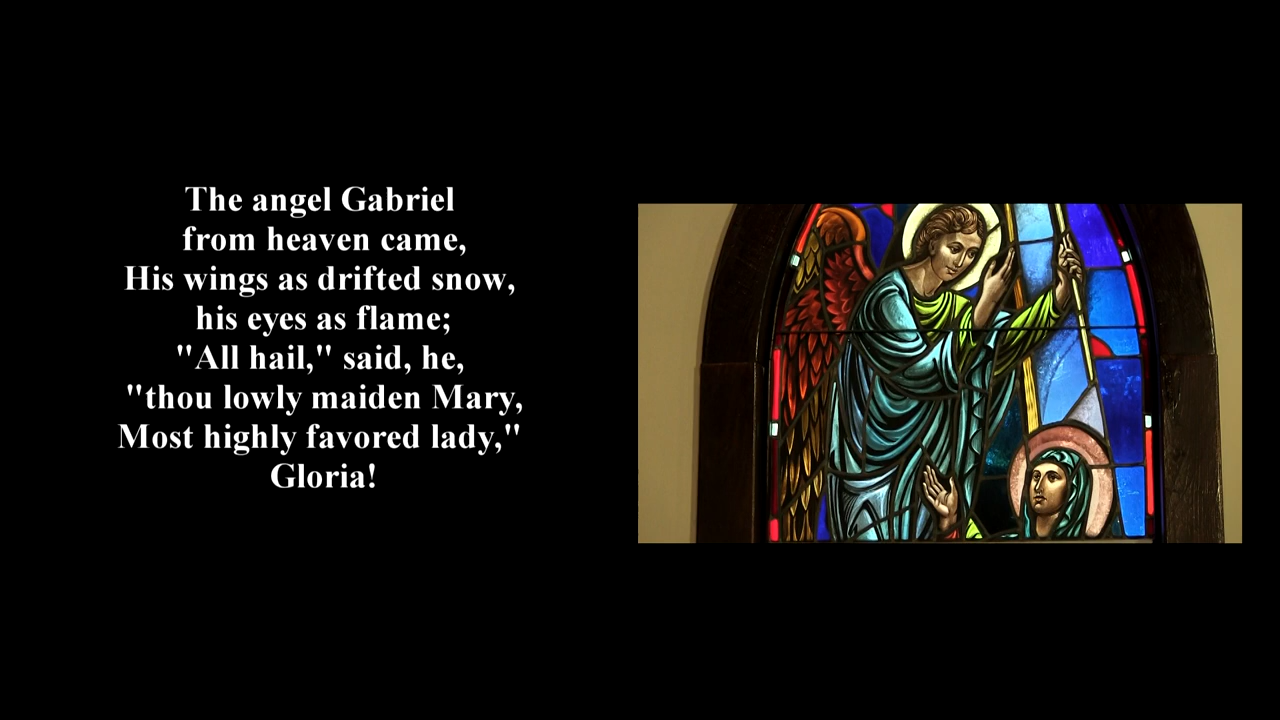 The angel Gabriel
from heaven came,
His wings as drifted snow,
his eyes as flame;
"All hail," said, he,
"thou lowly maiden Mary,
Most highly favored lady,"
Gloria!